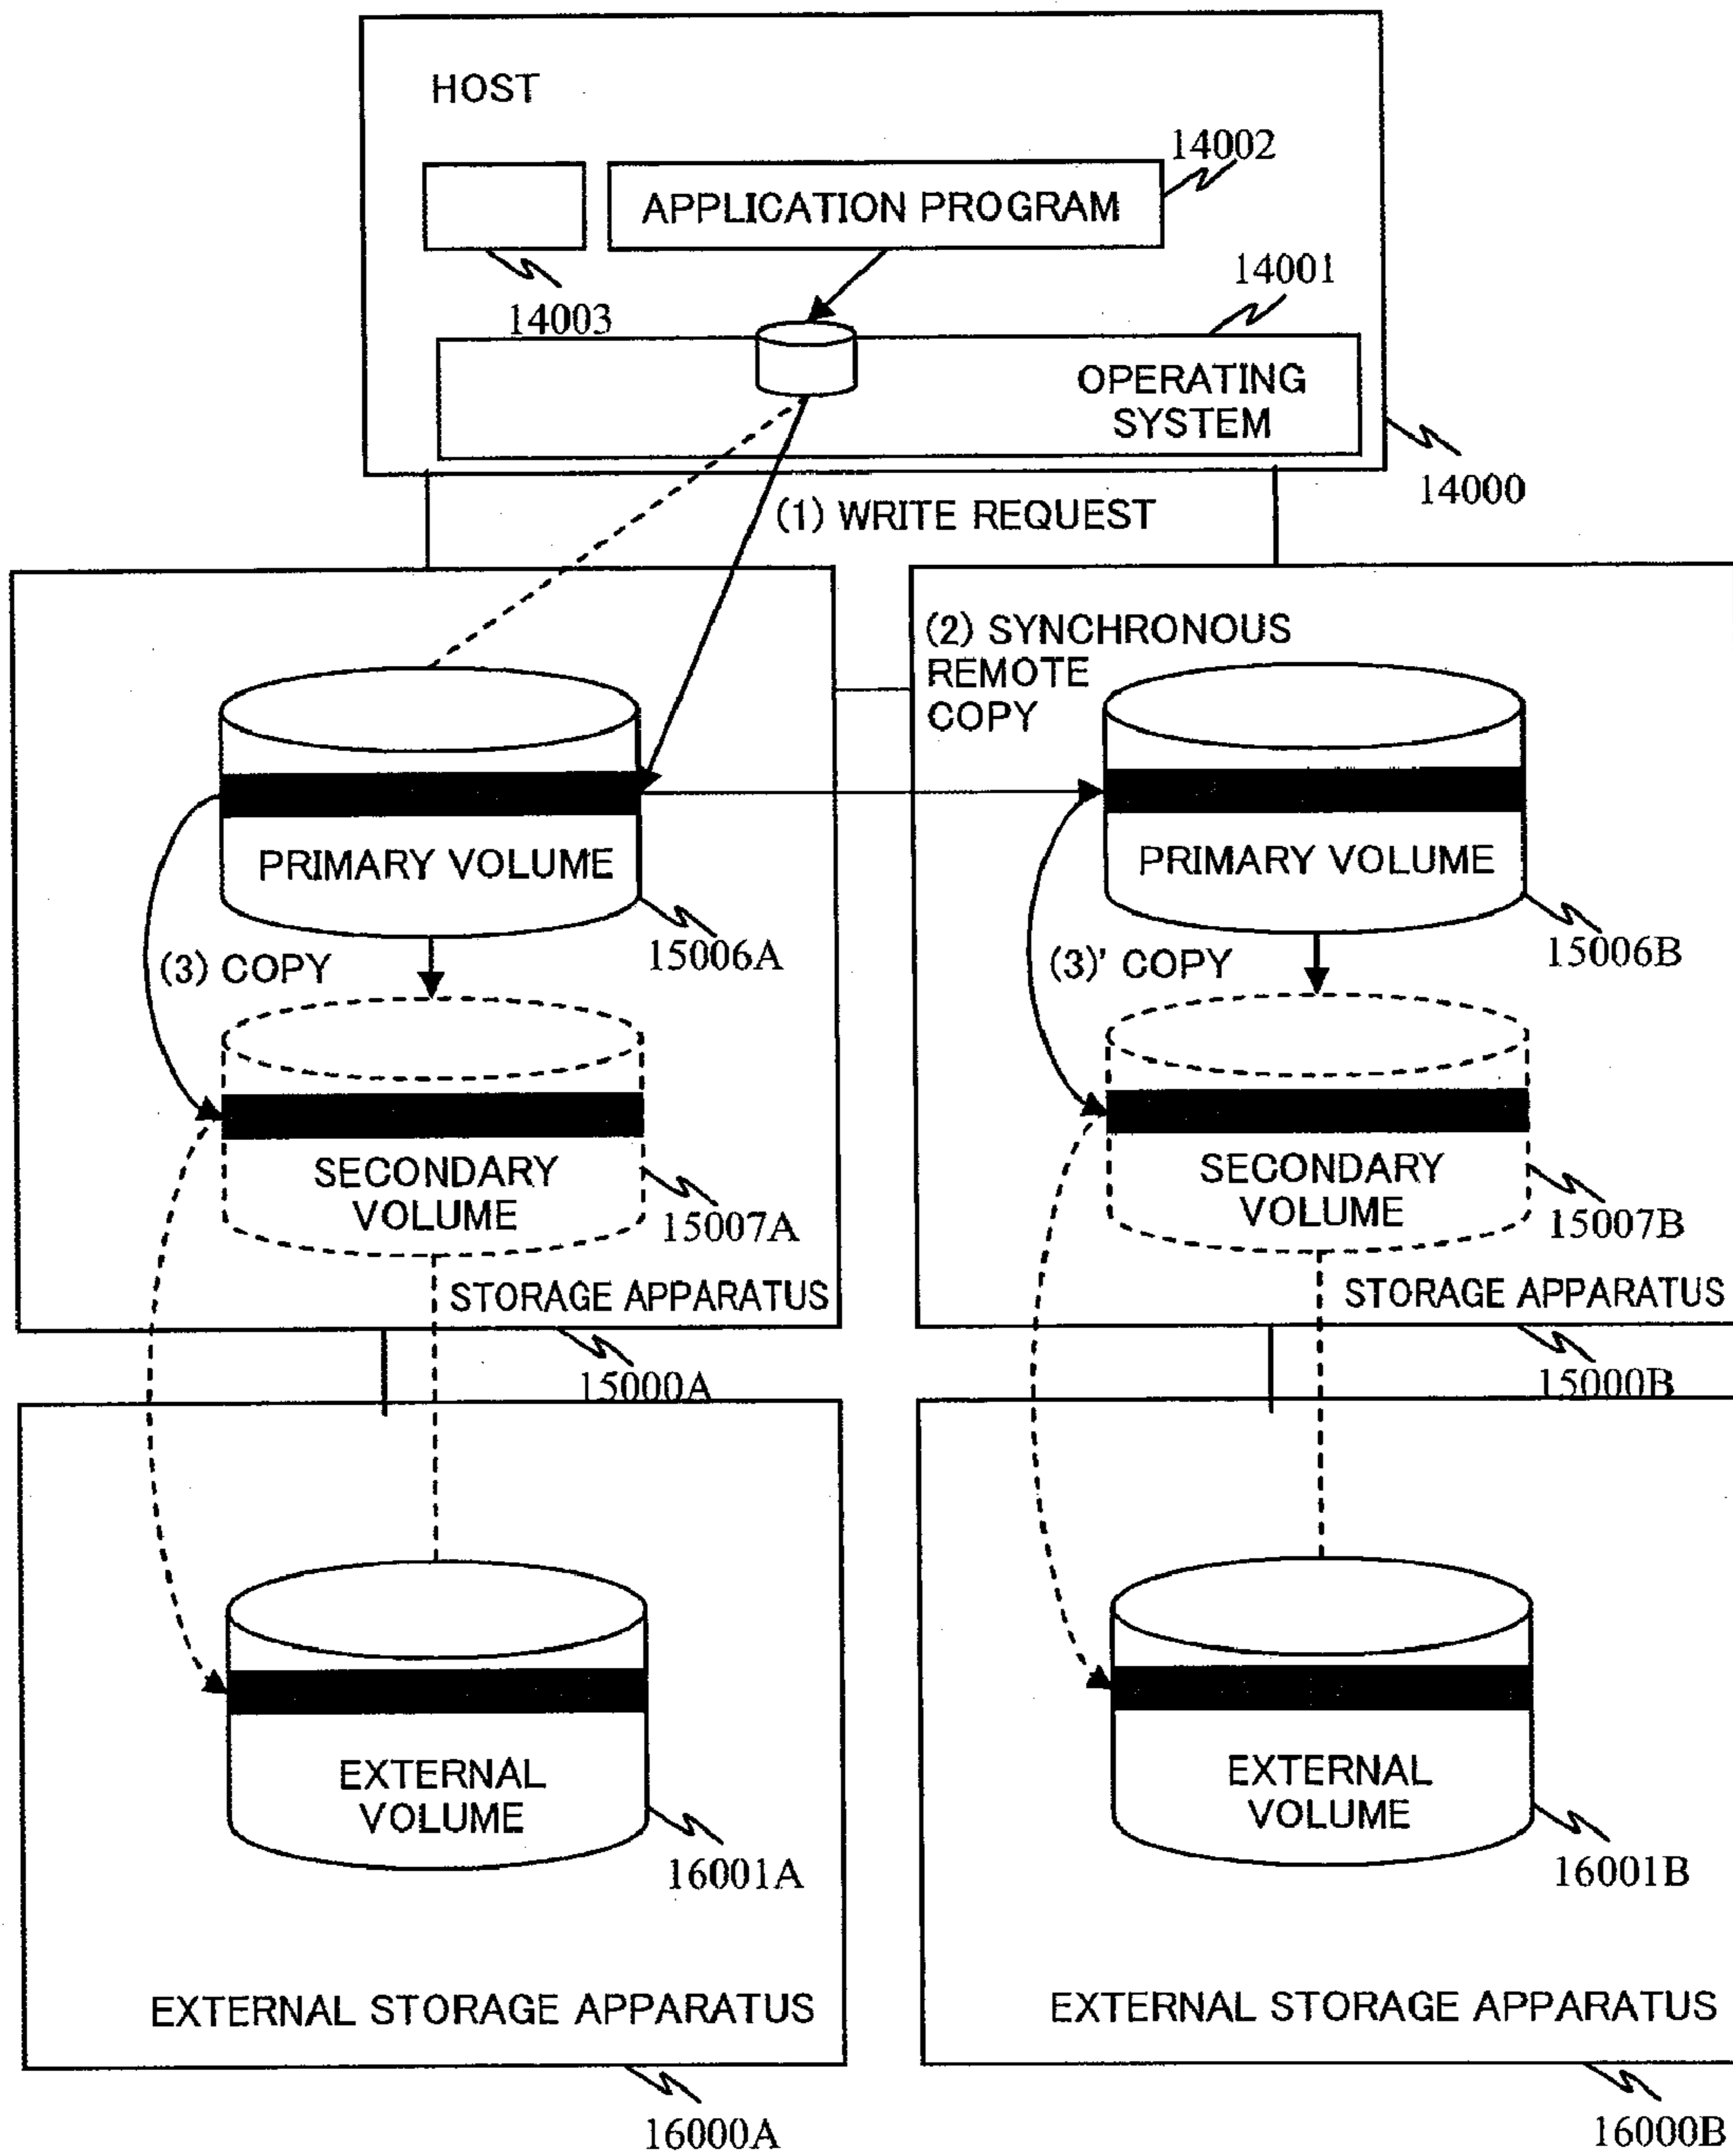 HOST
14002
APPLICATION PROGRAM
14001
14003
OPERATING
SYSTEM
14000
(1) WRITE REQUEST
(2) SYNCHRONOUS
REMOTE
COPY
PRIMARY VOLUME
PRIMARY VOLUME
15006A
15006B
(3) COPY
(3)' COPY
SECONDARY
VOLUME
SECONDARY
VOLUME
15007A
15007B
STORAGE APPARATUS
STORAGE APPARATUS
15000A
15000B
EXTERNAL
VOLUME
EXTERNAL
VOLUME
16001A
16001B
EXTERNAL STORAGE APPARATUS
EXTERNAL STORAGE APPARATUS
16000A
16000B